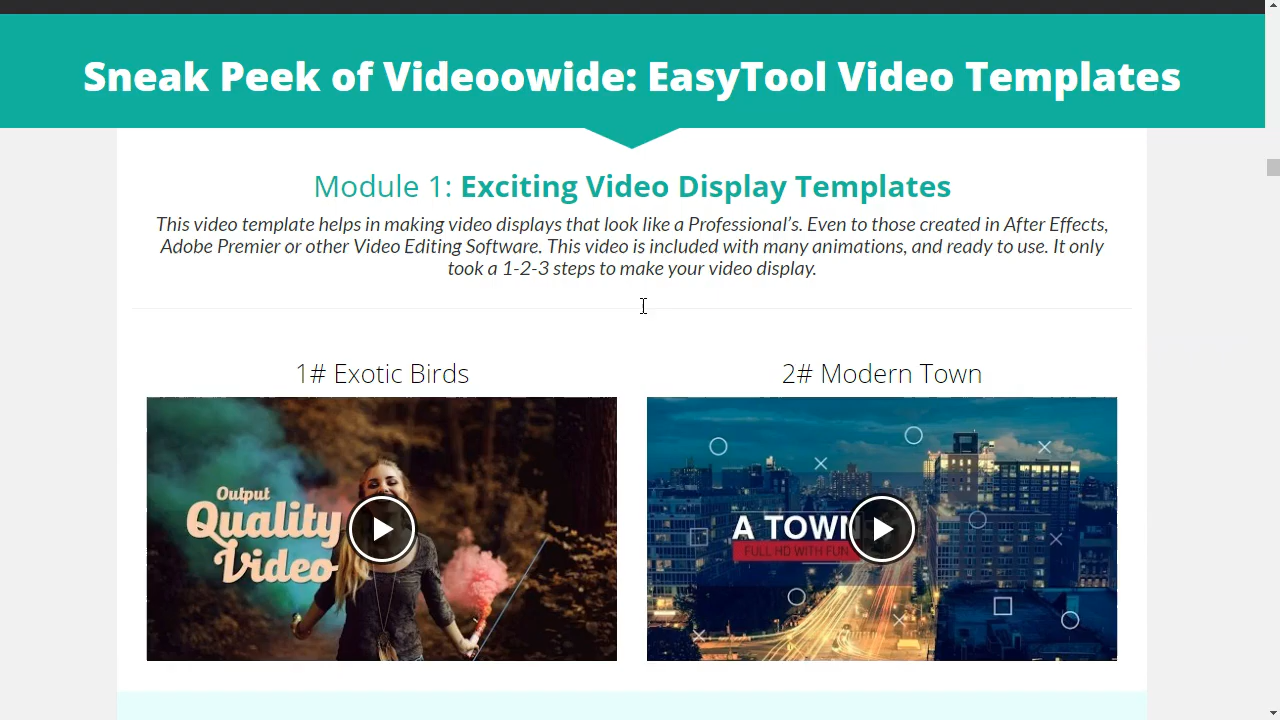 Sneak Peek of Videoowide: EasyTool Video Templates
Module 1: Exciting Video Display Templates
This video template helps in making video displays that look like a Professional's. Even to those created in After Effects,
Adobe Premier or other Video Editing Software. This video is included with many animations, and ready to use. It only
took a 1-2-3 steps to make your video display.
1# Exotic Birds
2# Modern Town
Output
Quality
Video
A TOWN
FULL HD WITH FUN